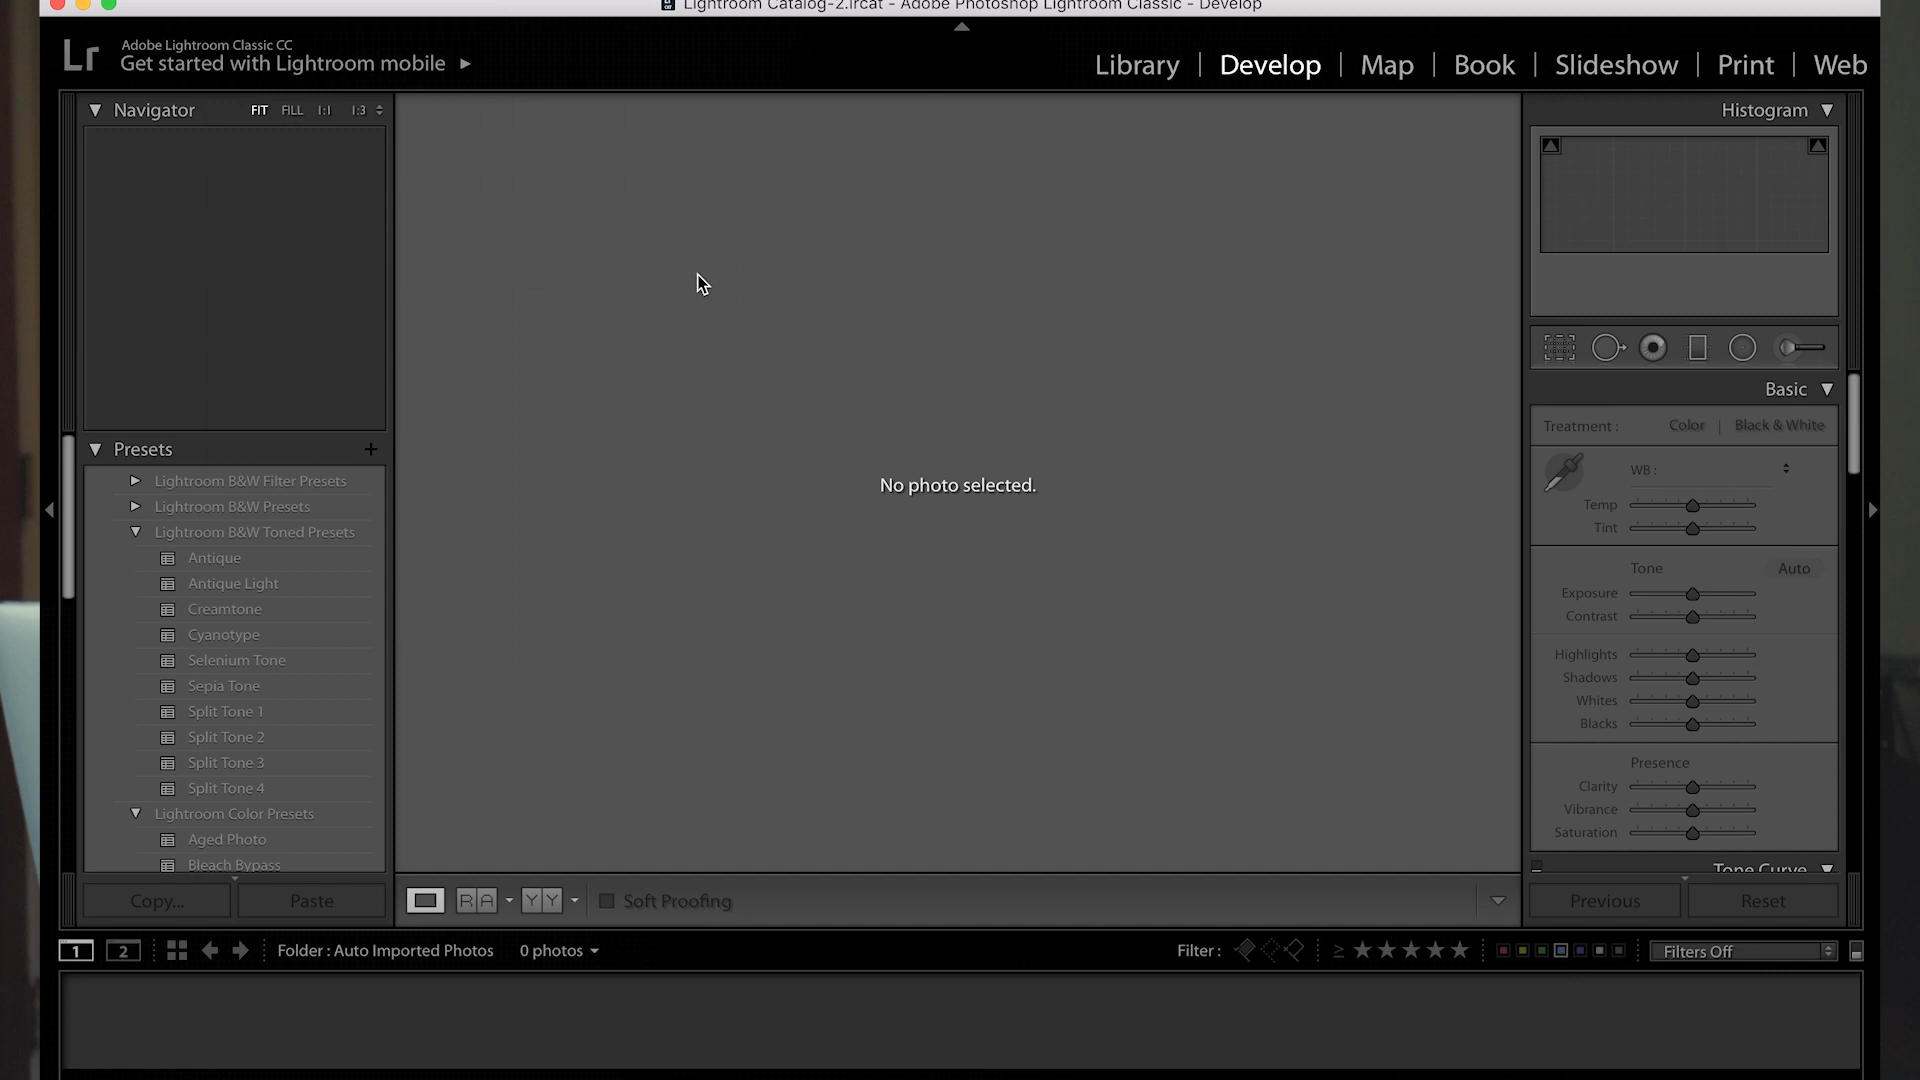 Lightroom Catalog-2.lrcat - Adobe Photoshop Lightroom Classic - Develop
Lr
Adobe Lightroom Classic CC
Get started with Lightroom mobile
Library | Develop | Map | Book | Slideshow | Print | Web
Navigator FIT FILL 1:1 1:3
Histogram
Basic
Treatment : Color | Black & White
WB :
Temp
Tint
Tone Auto
Exposure
Contrast
Highlights
Shadows
Whites
Blacks
Presence
Clarity
Vibrance
Saturation
Tone Curve
Previous Reset
No photo selected.
Presets +
Lightroom B&W Filter Presets
Lightroom B&W Presets
Lightroom B&W Toned Presets
Antique
Antique Light
Creamtone
Cyanotype
Selenium Tone
Sepia Tone
Split Tone 1
Split Tone 2
Split Tone 3
Split Tone 4
Lightroom Color Presets
Aged Photo
Bleach Bypass
Copy... Paste
R A Y Y Soft Proofing
1 2 Folder : Auto Imported Photos 0 photos
Filter : ≥ Filters Off